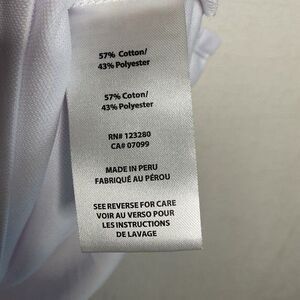 57% Cotton/
43% Polyester
57% Coton/
43% Polyester
RN# 123280
CA# 07099
MADE IN PERU
FABRIQUÉ AU PÉROU
SEE REVERSE FOR CARE
VOIR AU VERSO POUR
LES INSTRUCTIONS
DE LAVAGE